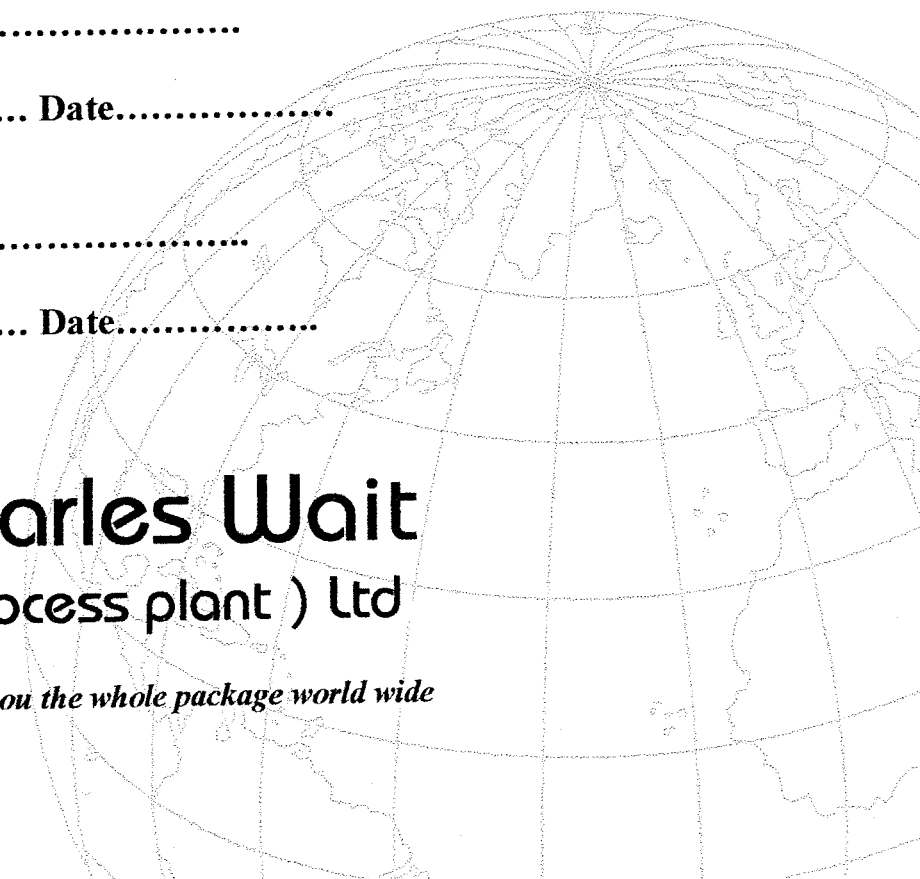 ....................
... Date..................
.....................
... Date.................
arles Wait
ocess plant ) Ltd
ou the whole package world wide